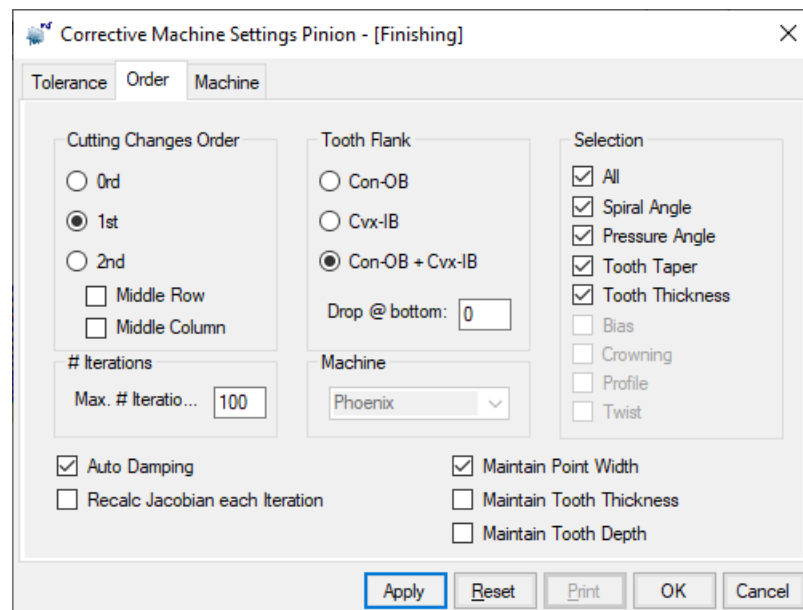 Corrective Machine Settings Pinion - [Finishing]
Tolerance Order Machine
Cutting Changes Order
0rd
1st
2nd
Middle Row
Middle Column
Tooth Flank
Con-OB
Cvx-IB
Con-OB + Cvx-IB
Drop @ bottom: 0
Selection
All
Spiral Angle
Pressure Angle
Tooth Taper
Tooth Thickness
Bias
Crowning
Profile
Twist
# Iterations
Max. # Iteratio... 100
Machine
Phoenix
Auto Damping
Recalc Jacobian each Iteration
Maintain Point Width
Maintain Tooth Thickness
Maintain Tooth Depth
Apply Reset Print OK Cancel